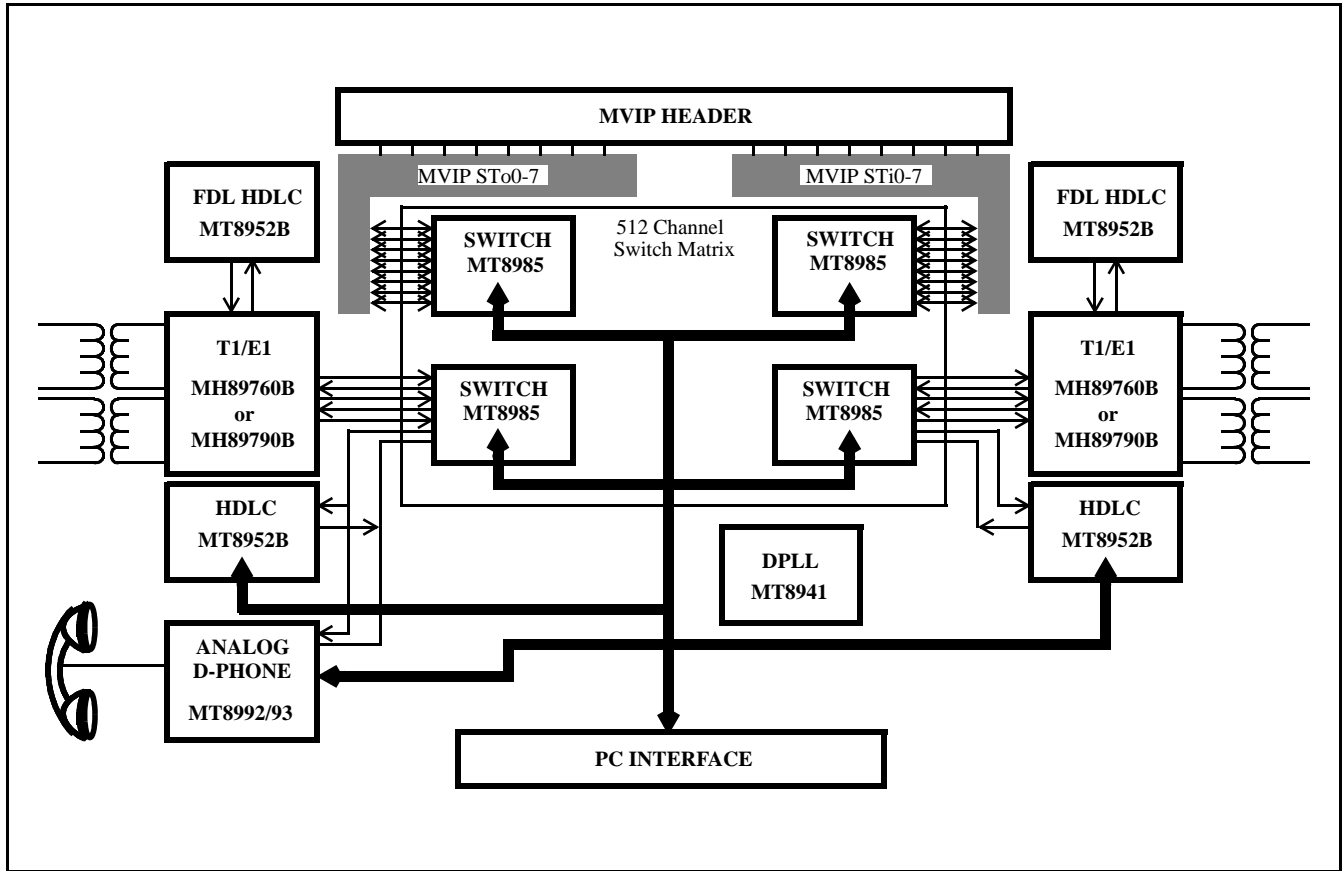 MVIP HEADER
MVIP STo0-7
MVIP STi0-7
FDL HDLC
MT8952B
SWITCH
MT8985
512 Channel
Switch Matrix
SWITCH
MT8985
FDL HDLC
MT8952B
T1/E1
MH89760B
or
MH89790B
SWITCH
MT8985
SWITCH
MT8985
T1/E1
MH89760B
or
MH89790B
HDLC
MT8952B
DPLL
MT8941
HDLC
MT8952B
ANALOG
D-PHONE
MT8992/93
PC INTERFACE